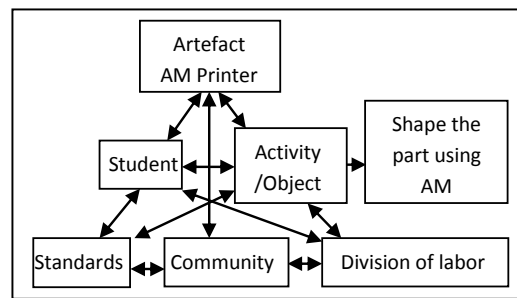 Artefact
AM Printer
Student
Activity
/Object
Shape the
part using
AM
Standards
Community
Division of labor